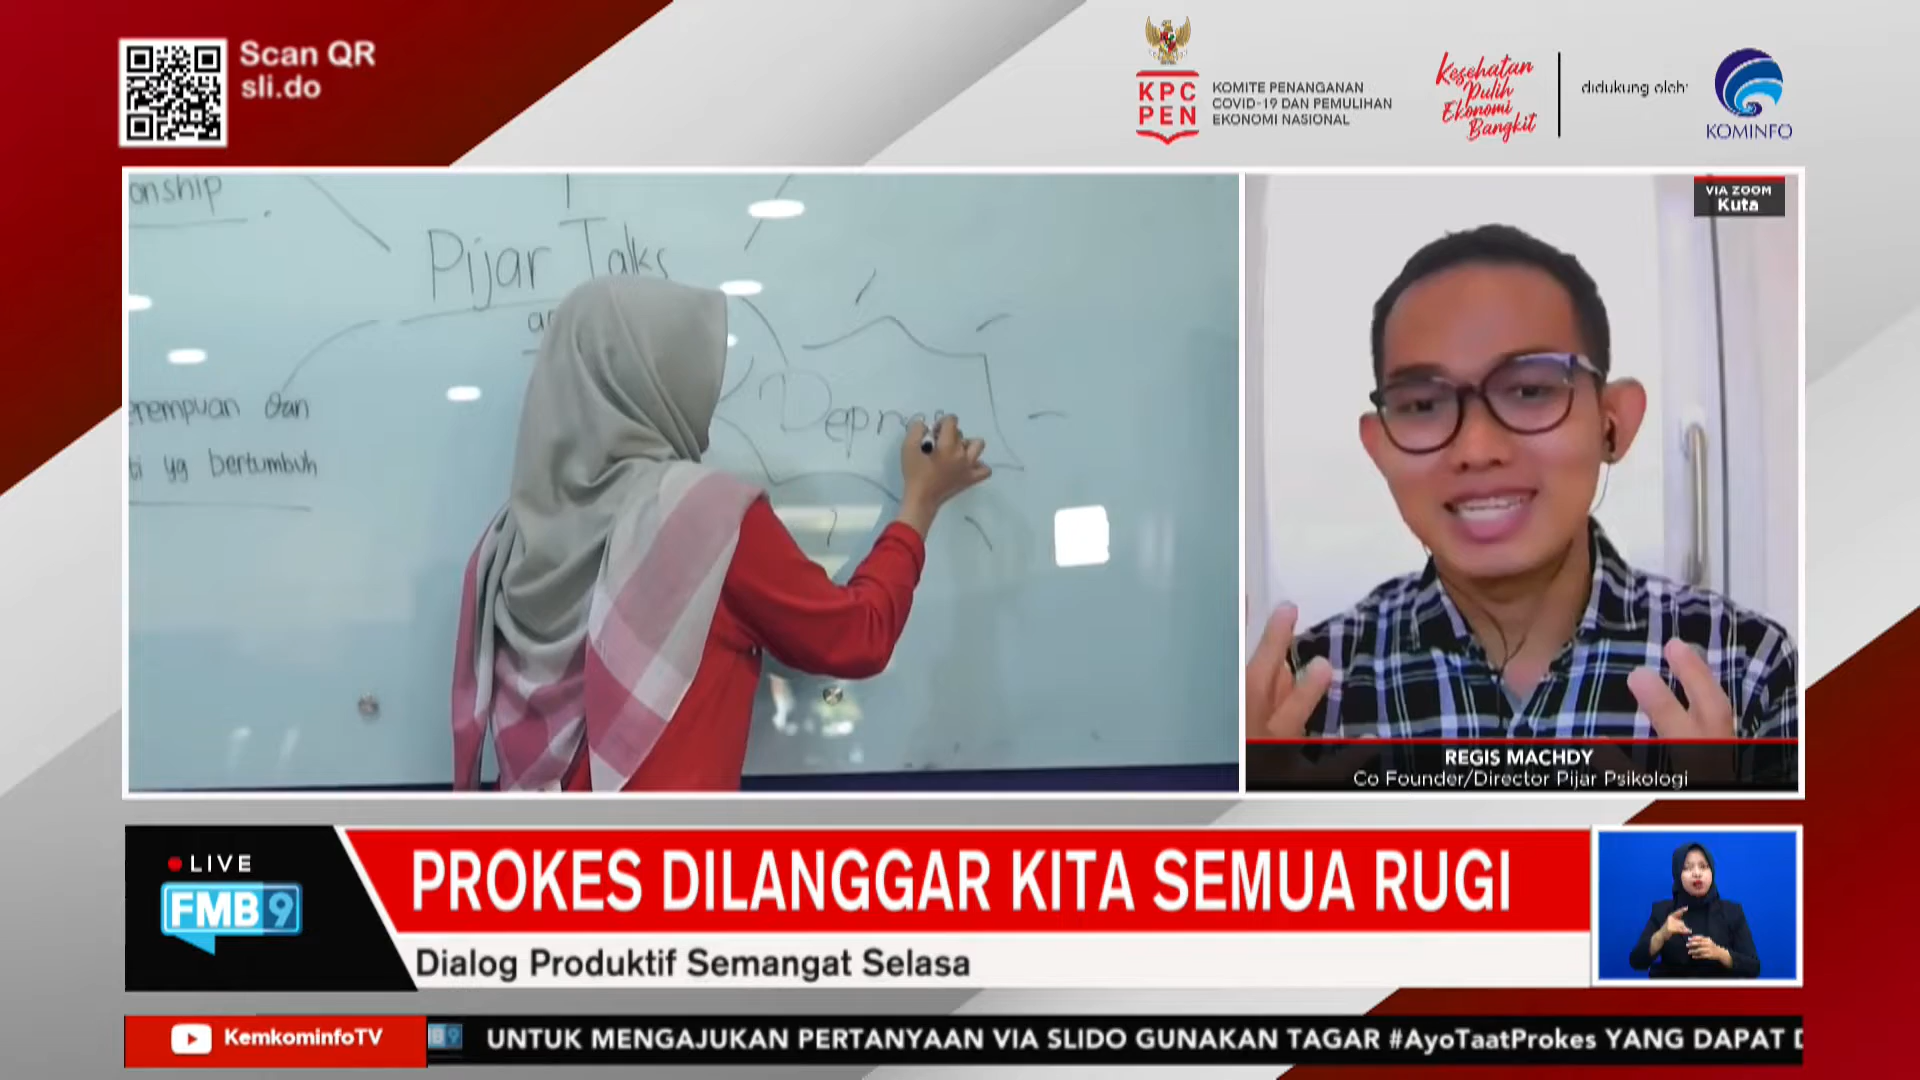 Scan QR
sli.do
KPC
PEN
KOMITE PENANGANAN
COVID-19 DAN PEMULIHAN
EKONOMI NASIONAL
Kesehatan
Pulih
Ekonomi
Bangkit
didukung oleh:
KOMINFO
onship
Pijar Talks
erempuan dan
ti yg bertumbuh
Depre
VIA ZOOM
Kuta
REGIS MACHDY
Co Founder/Director Pijar Psikologi
LIVE
FMB9
PROKES DILANGGAR KITA SEMUA RUGI
Dialog Produktif Semangat Selasa
KemkominfoTV
UNTUK MENGAJUKAN PERTANYAAN VIA SLIDO GUNAKAN TAGAR #AyoTaatProkes YANG DAPAT D